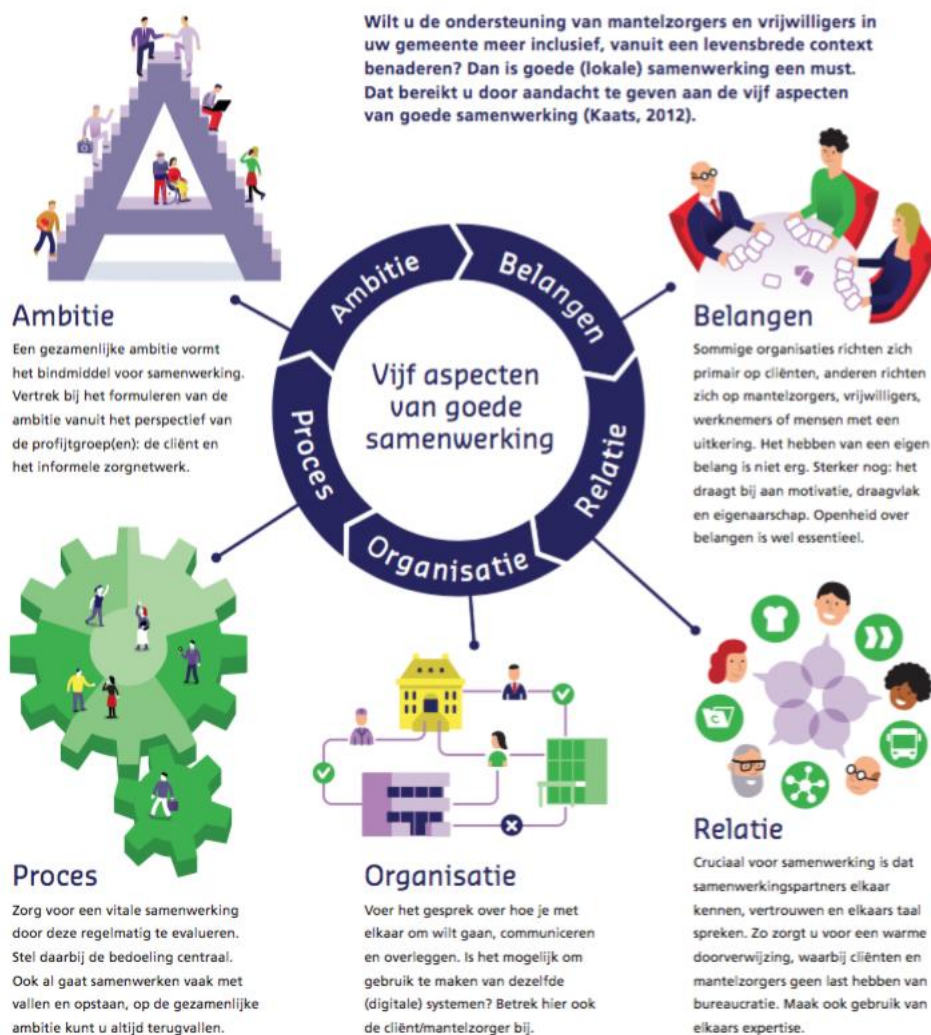 Wilt u de ondersteuning van mantelzorgers en vrijwilligers in
uw gemeente meer inclusief, vanuit een levensbrede context
benaderen? Dan is goede (lokale) samenwerking een must.
Dat bereikt u door aandacht te geven aan de vijf aspecten
van goede samenwerking (Kaats, 2012).
Vijf aspecten
van goede
samenwerking
Ambitie
Belangen
Relatie
Organisatie
Proces
Ambitie
Een gezamenlijke ambitie vormt
het bindmiddel voor samenwerking.
Vertrek bij het formuleren van de
ambitie vanuit het perspectief van
de profijtgroep(en): de cliënt en
het informele zorgnetwerk.
Belangen
Sommige organisaties richten zich
primair op cliënten, anderen richten
zich op mantelzorgers, vrijwilligers,
werknemers of mensen met een
uitkering. Het hebben van een eigen
belang is niet erg. Sterker nog: het
draagt bij aan motivatie, draagvlak
en eigenaarschap. Openheid over
belangen is wel essentieel.
Relatie
Cruciaal voor samenwerking is dat
samenwerkingspartners elkaar
kennen, vertrouwen en elkaars taal
spreken. Zo zorgt u voor een warme
doorverwijzing, waarbij cliënten en
mantelzorgers geen last hebben van
bureaucratie. Maak ook gebruik van
elkaars expertise.
Organisatie
Voer het gesprek over hoe je met
elkaar om wilt gaan, communiceren
en overleggen. Is het mogelijk om
gebruik te maken van dezelfde
(digitale) systemen? Betrek hier ook
de cliënt/mantelzorger bij.
Proces
Zorg voor een vitale samenwerking
door deze regelmatig te evalueren.
Stel daarbij de bedoeling centraal.
Ook al gaat samenwerken vaak met
vallen en opstaan, op de gezamenlijke
ambitie kunt u altijd terugvallen.